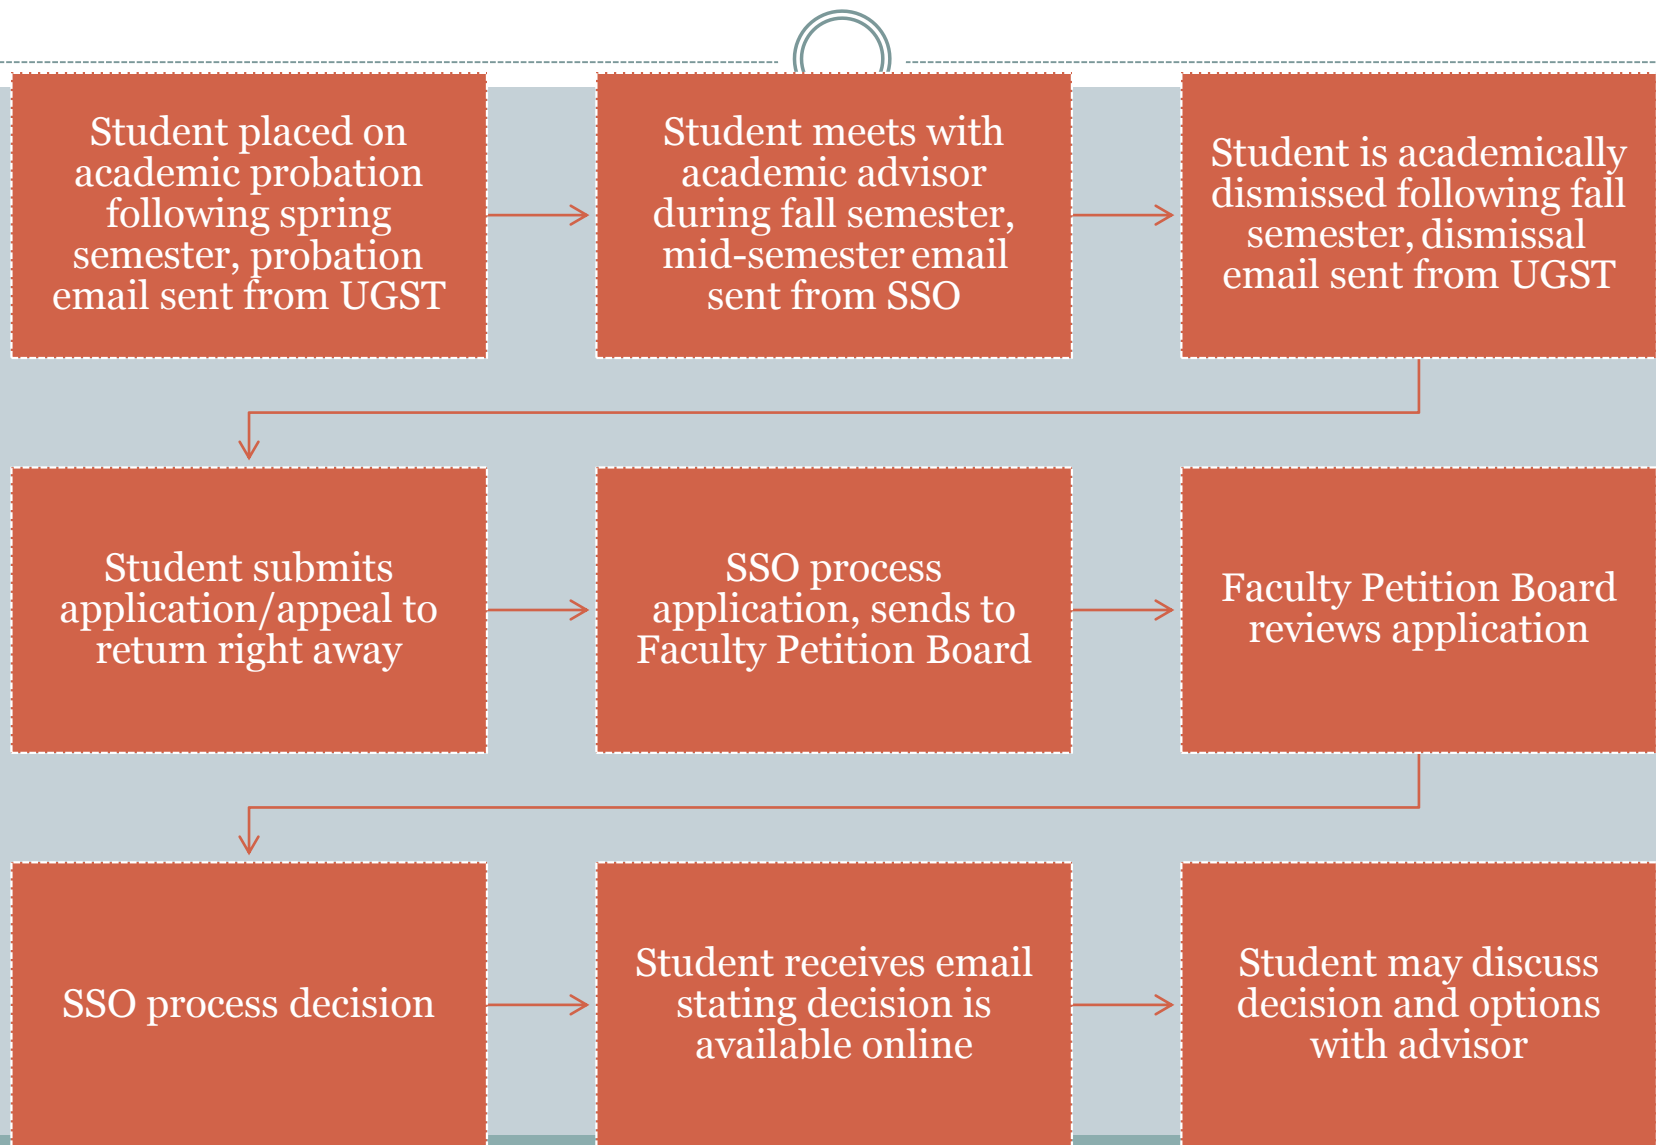 Student placed on
academic probation
following spring
semester, probation
email sent from UGST
Student meets with
academic advisor
during fall semester,
mid-semester email
sent from SSO
Student is academically
dismissed following fall
semester, dismissal
email sent from UGST
Student submits
application/appeal to
return right away
SSO process
application, sends to
Faculty Petition Board
Faculty Petition Board
reviews application
SSO process decision
Student receives email
stating decision is
available online
Student may discuss
decision and options
with advisor